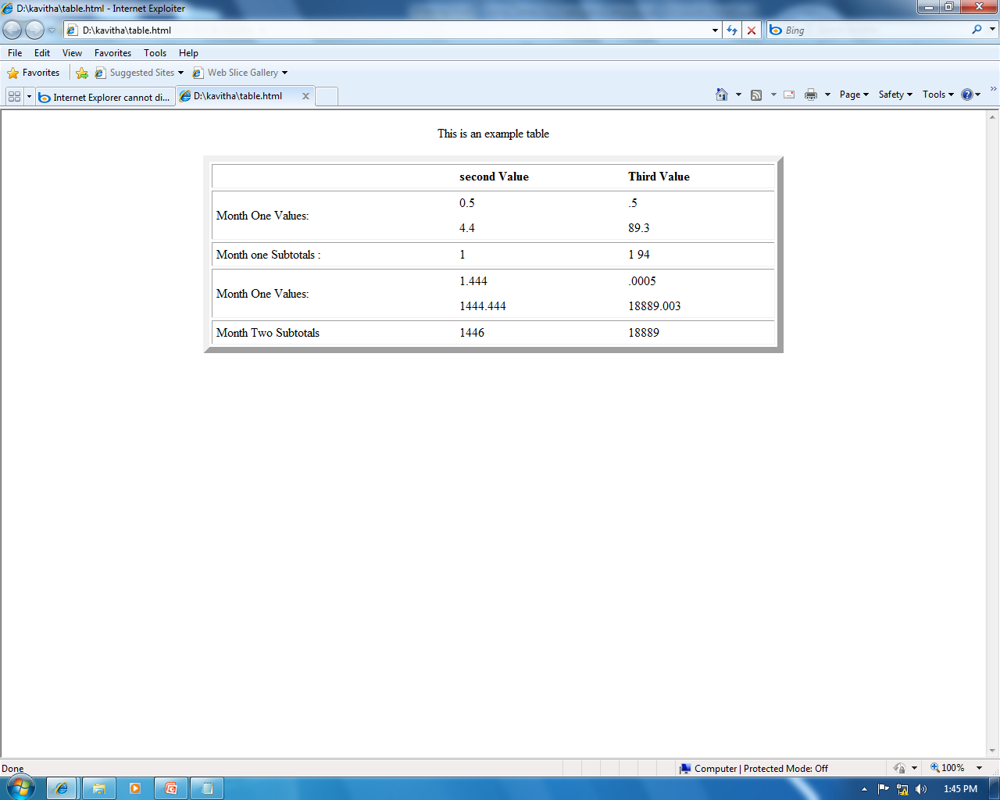 D:\kavitha\table.html - Internet Exploiter
D:\kavitha\table.html
Bing
File Edit View Favorites Tools Help
Favorites Suggested Sites Web Slice Gallery
Internet Explorer cannot di... D:\kavitha\table.html Page Safety Tools
This is an example table
second Value Third Value
Month One Values: 0.5 .5
4.4 89.3
Month one Subtotals : 1 1 94
Month One Values: 1.444 .0005
1444.444 18889.003
Month Two Subtotals 1446 18889
Done Computer | Protected Mode: Off 100%
1:45 PM